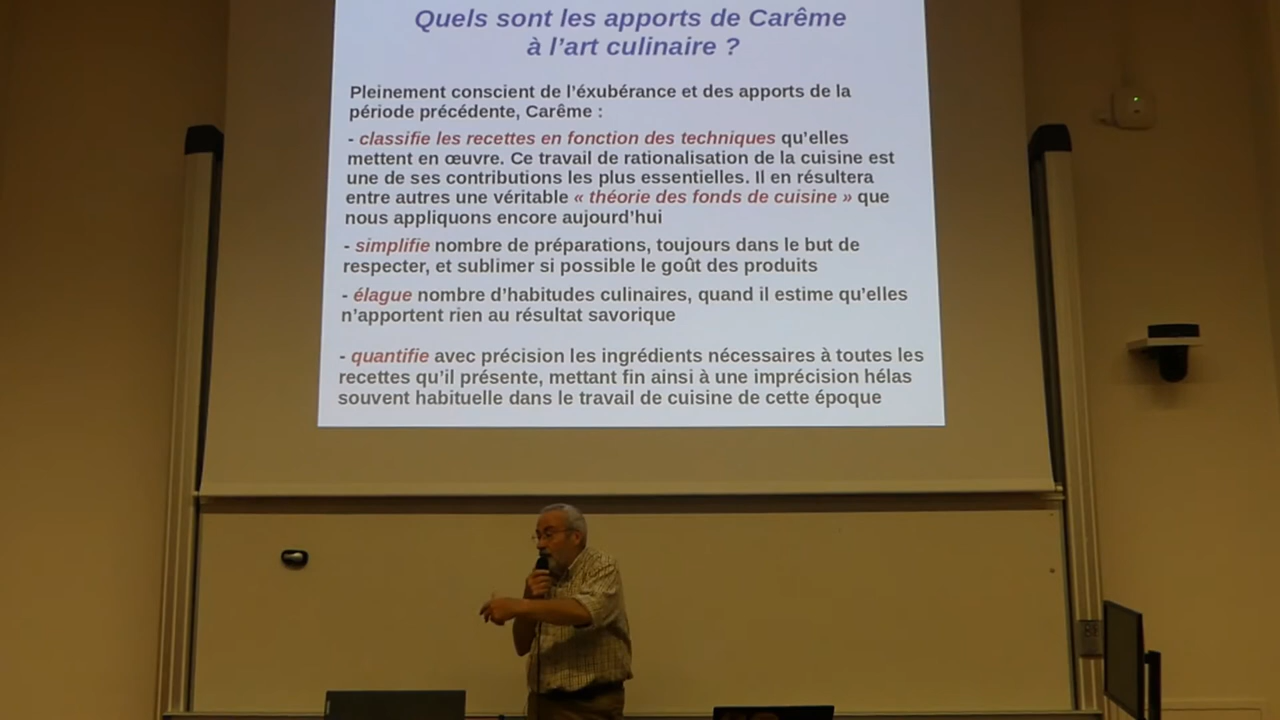 Quels sont les apports de Carême
à l'art culinaire ?
Pleinement conscient de l'éxubérance et des apports de la
période précédente, Carême :
- classifie les recettes en fonction des techniques qu'elles
mettent en œuvre. Ce travail de rationalisation de la cuisine est
une de ses contributions les plus essentielles. Il en résultera
entre autres une véritable « théorie des fonds de cuisine » que
nous appliquons encore aujourd'hui
- simplifie nombre de préparations, toujours dans le but de
respecter, et sublimer si possible le goût des produits
- élague nombre d'habitudes culinaires, quand il estime qu'elles
n'apportent rien au résultat savorique
- quantifie avec précision les ingrédients nécessaires à toutes les
recettes qu'il présente, mettant fin ainsi à une imprécision hélas
souvent habituelle dans le travail de cuisine de cette époque